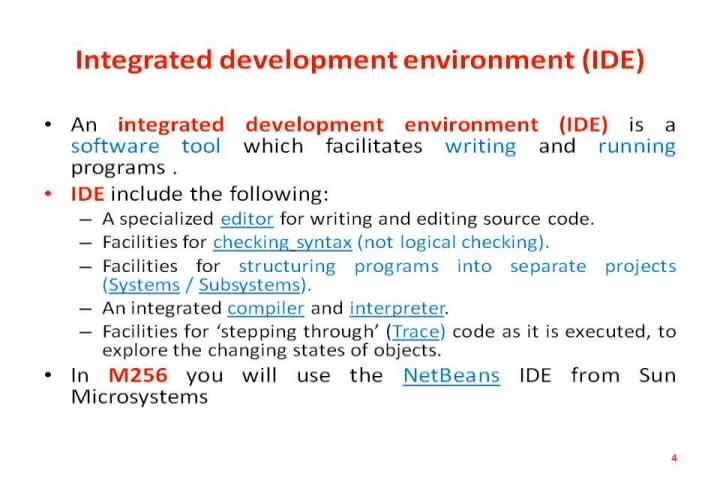 Integrated development environment (IDE)
• An integrated development environment (IDE) is a
software tool which facilitates writing and running
programs .
• IDE include the following:
– A specialized editor for writing and editing source code.
– Facilities for checking syntax (not logical checking).
– Facilities for structuring programs into separate projects
(Systems / Subsystems).
– An integrated compiler and interpreter.
– Facilities for ‘stepping through’ (Trace) code as it is executed, to
explore the changing states of objects.
• In M256 you will use the NetBeans IDE from Sun
Microsystems
4